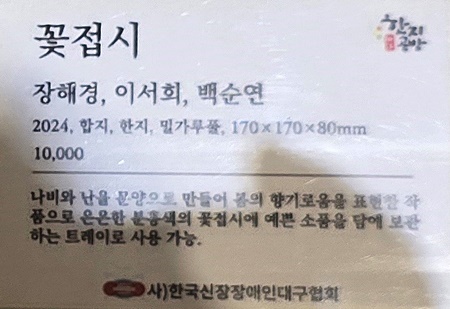 꽃접시
한지
공방
장해경, 이서희, 백순연
2024, 합지, 한지, 밀가루풀, 170×170×80mm
10,000
나비와 난을 문양으로 만들어 봄의 향기로움을 표현한 작
품으로 은은한 분홍색의 꽃접시에 예쁜 소품을 담에 보관
하는 트레이로 사용 가능.
사)한국신장장애인대구협회